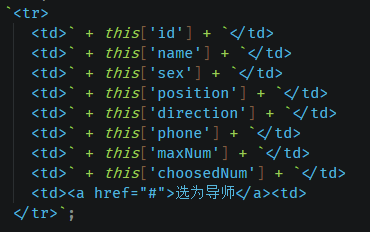 `<tr>
<td>` + this['id'] + `</td>
<td>` + this['name'] + `</td>
<td>` + this['sex'] + `</td>
<td>` + this['position'] + `</td>
<td>` + this['direction'] + `</td>
<td>` + this['phone'] + `</td>
<td>` + this['maxNum'] + `</td>
<td>` + this['choosedNum'] + `</td>
<td><a href="#">选为导师</a><td>
</tr>`;